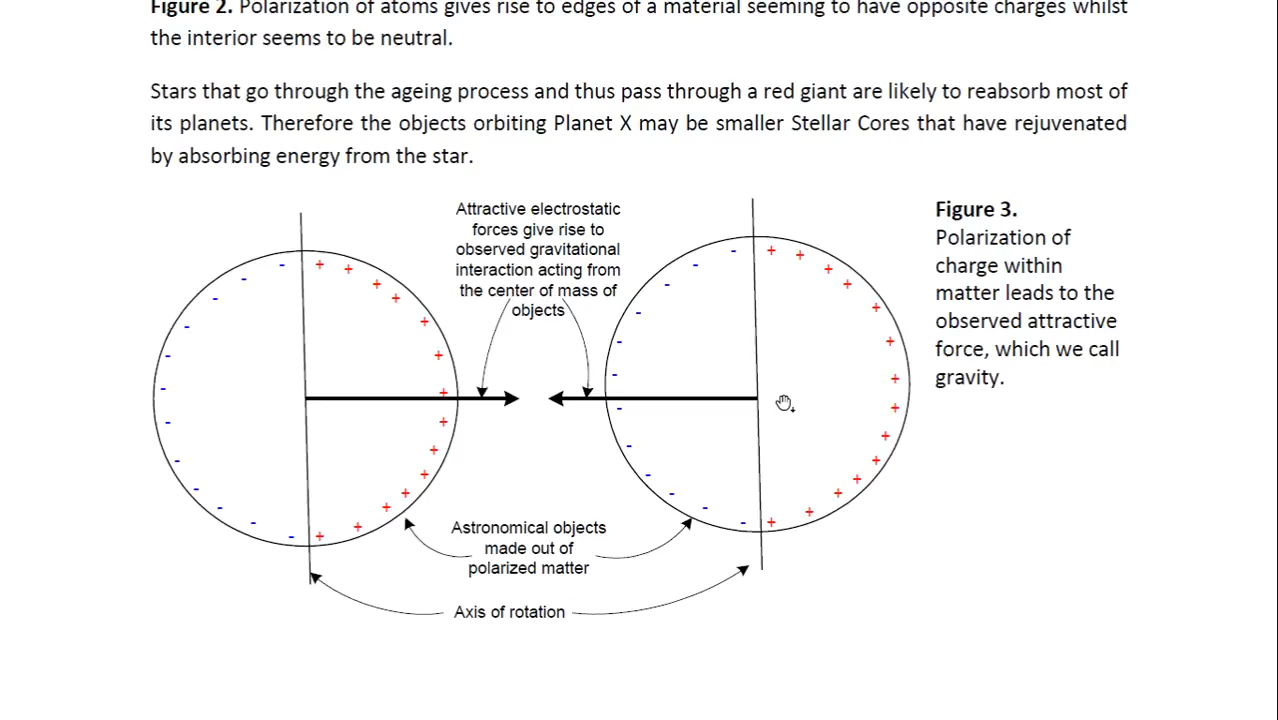 Figure 2. Polarization of atoms gives rise to edges of a material seeming to have opposite charges whilst
the interior seems to be neutral.
Stars that go through the ageing process and thus pass through a red giant are likely to reabsorb most of
its planets. Therefore the objects orbiting Planet X may be smaller Stellar Cores that have rejuvenated
by absorbing energy from the star.
Attractive electrostatic
forces give rise to
observed gravitational
interaction acting from
the center of mass of
objects
Figure 3.
Polarization of
charge within
matter leads to the
observed attractive
force, which we call
gravity.
Astronomical objects
made out of
polarized matter
Axis of rotation